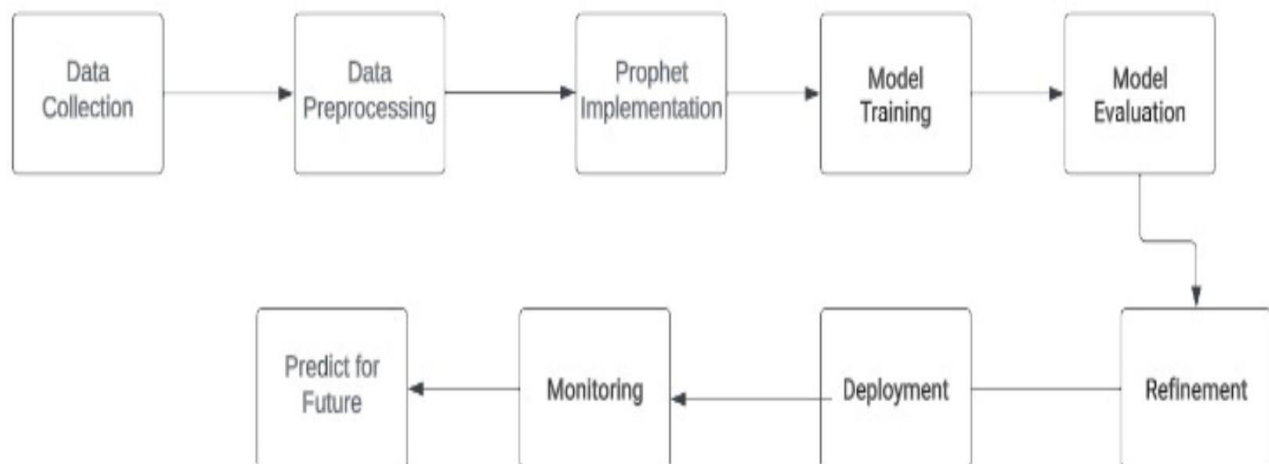 Data
Collection
Data
Preprocessing
Prophet
Implementation
Model
Training
Model
Evaluation
Predict for
Future
Monitoring
Deployment
Refinement